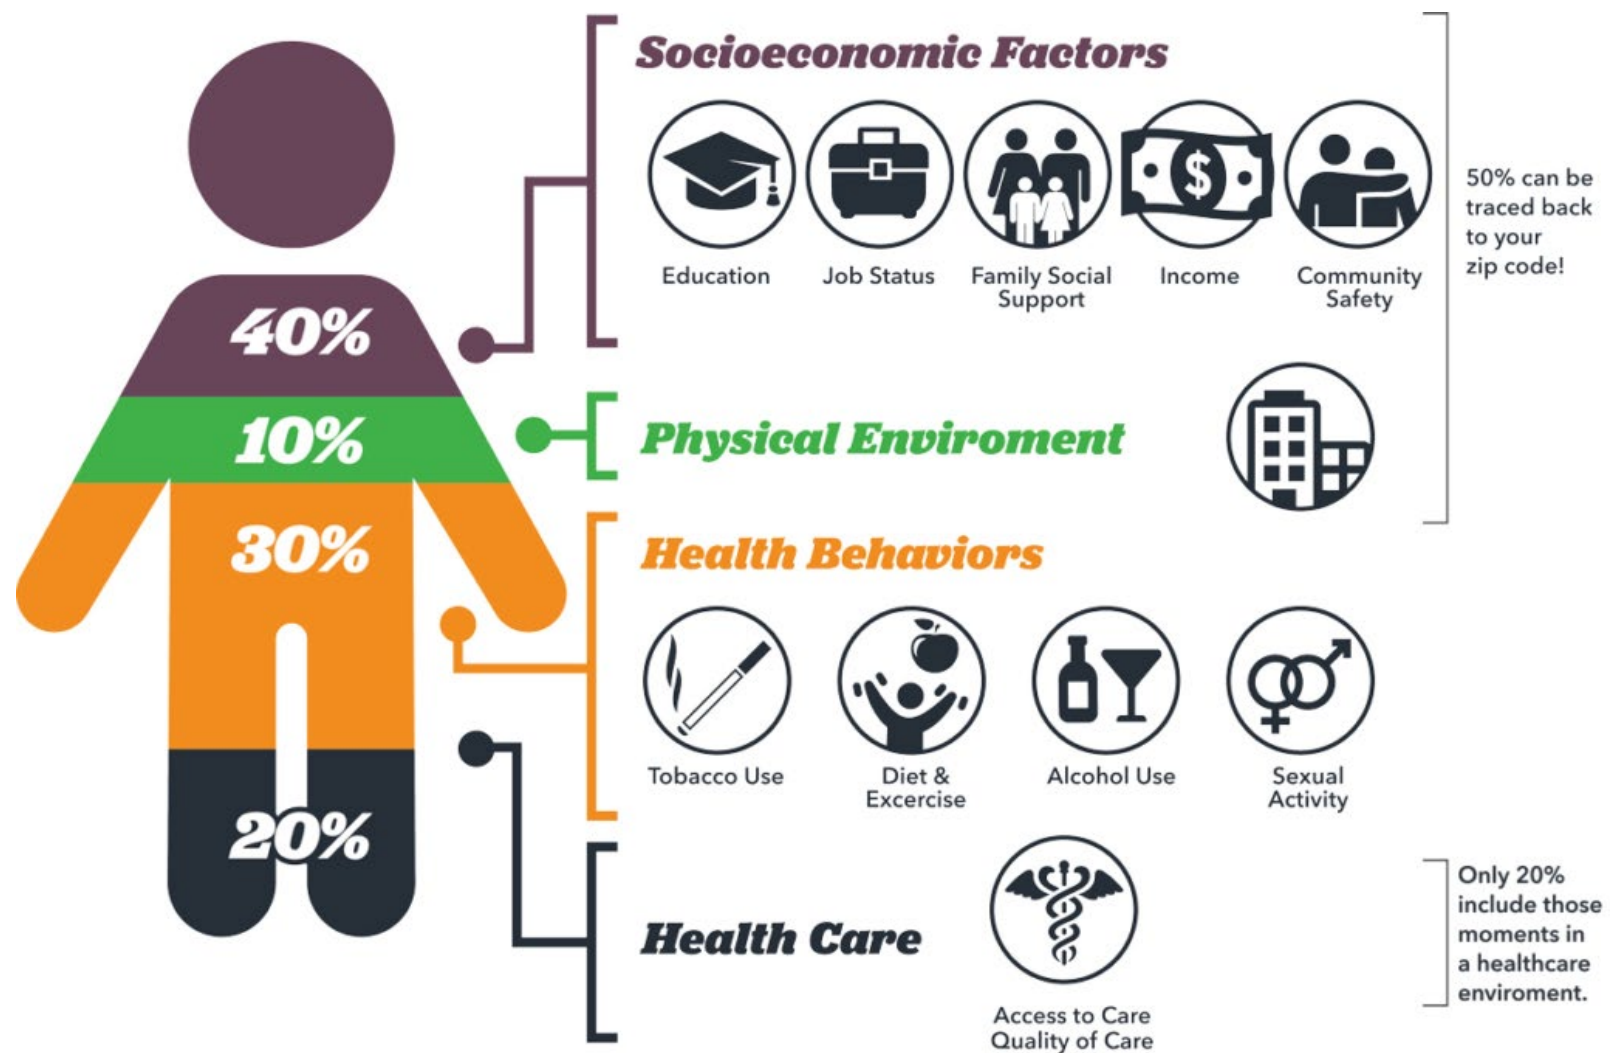 Socioeconomic Factors
Education
Job Status
Family Social
Support
Income
Community
Safety
50% can be
traced back
to your
zip code!
40%
10%
Physical Enviroment
30%
Health Behaviors
Tobacco Use
Diet &
Excercise
Alcohol Use
Sexual
Activity
20%
Health Care
Access to Care
Quality of Care
Only 20%
include those
moments in
a healthcare
enviroment.
$